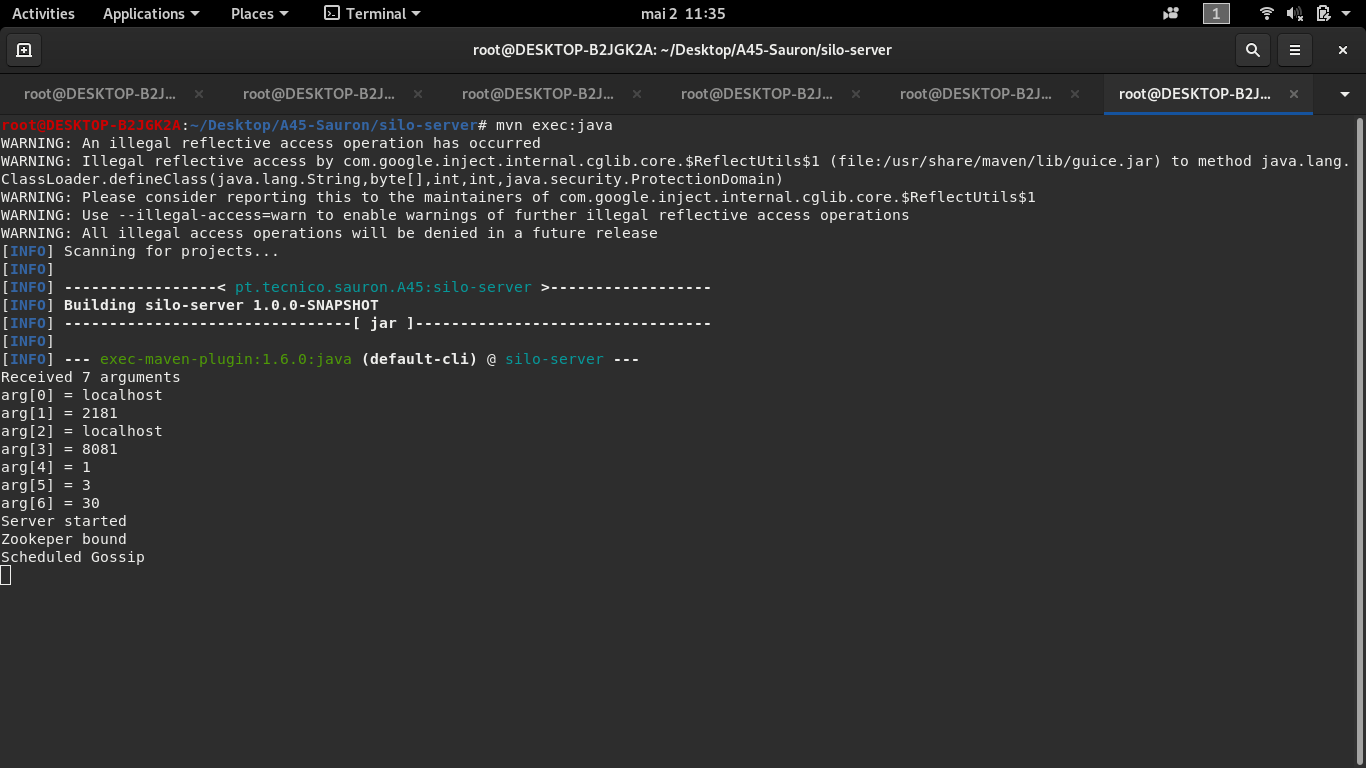 Activities Applications Places Terminal mai 2 11:35 1
root@DESKTOP-B2JGK2A: ~/Desktop/A45-Sauron/silo-server
root@DESKTOP-B2J... root@DESKTOP-B2J... root@DESKTOP-B2J... root@DESKTOP-B2J... root@DESKTOP-B2J... root@DESKTOP-B2J...
root@DESKTOP-B2JGK2A:~/Desktop/A45-Sauron/silo-server# mvn exec:java
WARNING: An illegal reflective access operation has occurred
WARNING: Illegal reflective access by com.google.inject.internal.cglib.core.$ReflectUtils$1 (file:/usr/share/maven/lib/guice.jar) to method java.lang.
ClassLoader.defineClass(java.lang.String,byte[],int,int,java.security.ProtectionDomain)
WARNING: Please consider reporting this to the maintainers of com.google.inject.internal.cglib.core.$ReflectUtils$1
WARNING: Use --illegal-access=warn to enable warnings of further illegal reflective access operations
WARNING: All illegal access operations will be denied in a future release
[INFO] Scanning for projects...
[INFO]
[INFO] -----------------< pt.tecnico.sauron.A45:silo-server >------------------
[INFO] Building silo-server 1.0.0-SNAPSHOT
[INFO] --------------------------------[ jar ]---------------------------------
[INFO]
[INFO] --- exec-maven-plugin:1.6.0:java (default-cli) @ silo-server ---
Received 7 arguments
arg[0] = localhost
arg[1] = 2181
arg[2] = localhost
arg[3] = 8081
arg[4] = 1
arg[5] = 3
arg[6] = 30
Server started
Zookeper bound
Scheduled Gossip